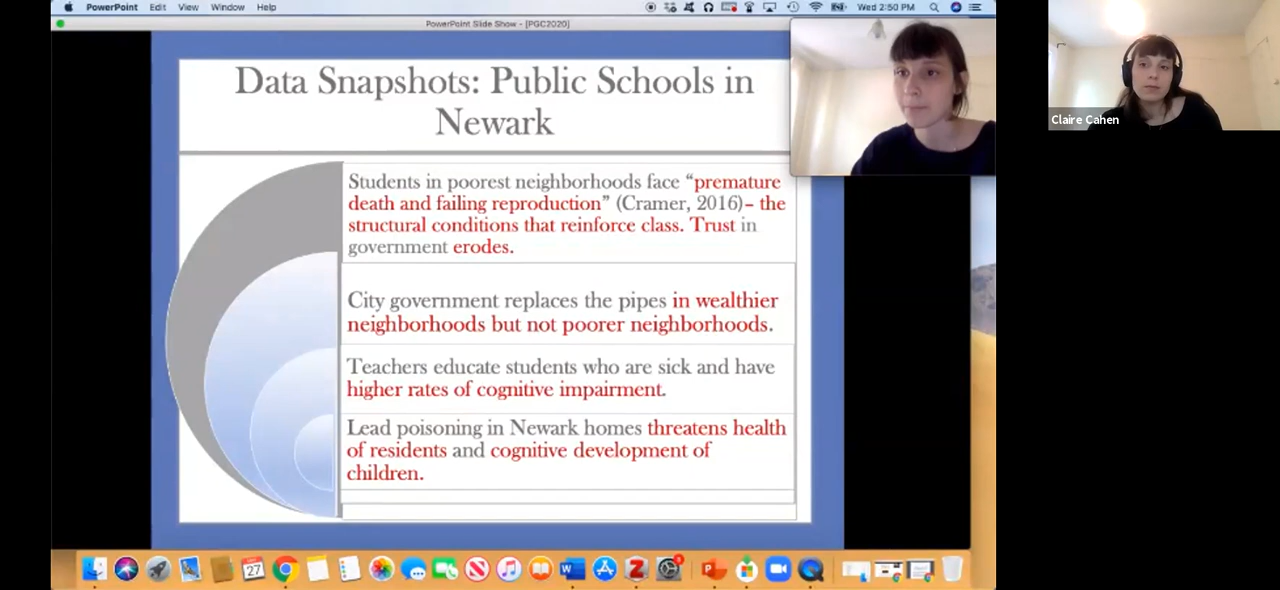 PowerPoint Edit View Window Help
Wed 2:50 PM
PowerPoint Slide Show - [PGC2020]
Data Snapshots: Public Schools in
Newark
Claire Cahen
Students in poorest neighborhoods face “premature
death and failing reproduction” (Cramer, 2016)– the
structural conditions that reinforce class. Trust in
government erodes.
City government replaces the pipes in wealthier
neighborhoods but not poorer neighborhoods.
Teachers educate students who are sick and have
higher rates of cognitive impairment.
Lead poisoning in Newark homes threatens health
of residents and cognitive development of
children.
27